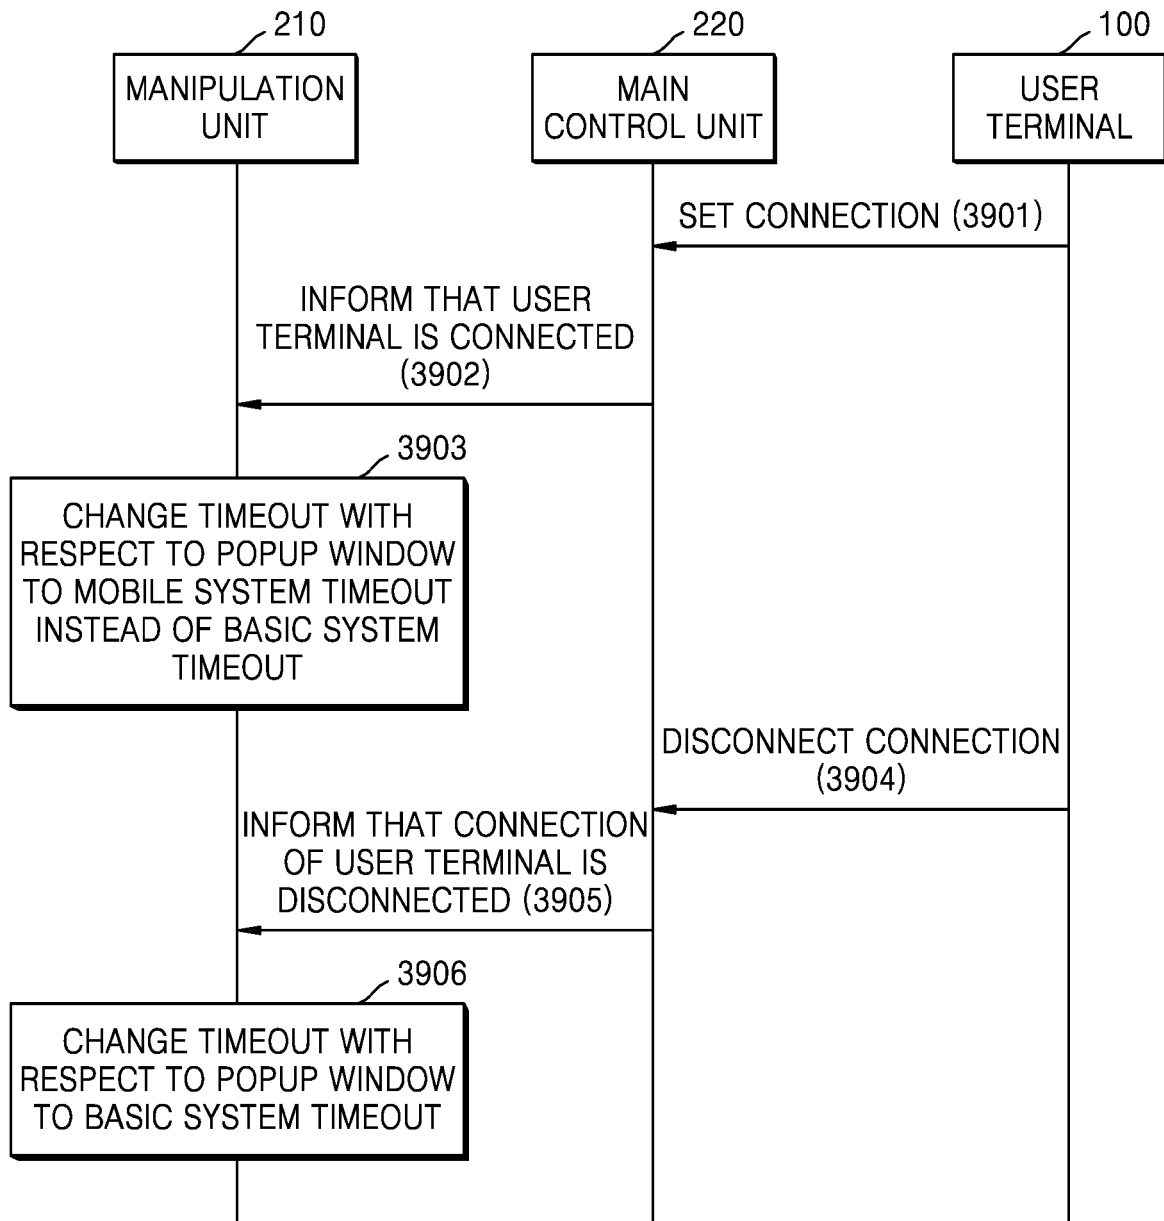 210
220
100
MANIPULATION
UNIT
MAIN
CONTROL UNIT
USER
TERMINAL
SET CONNECTION (3901)
INFORM THAT USER
TERMINAL IS CONNECTED
(3902)
3903
CHANGE TIMEOUT WITH
RESPECT TO POPUP WINDOW
TO MOBILE SYSTEM TIMEOUT
INSTEAD OF BASIC SYSTEM
TIMEOUT
DISCONNECT CONNECTION
(3904)
INFORM THAT CONNECTION
OF USER TERMINAL IS
DISCONNECTED (3905)
3906
CHANGE TIMEOUT WITH
RESPECT TO POPUP WINDOW
TO BASIC SYSTEM TIMEOUT